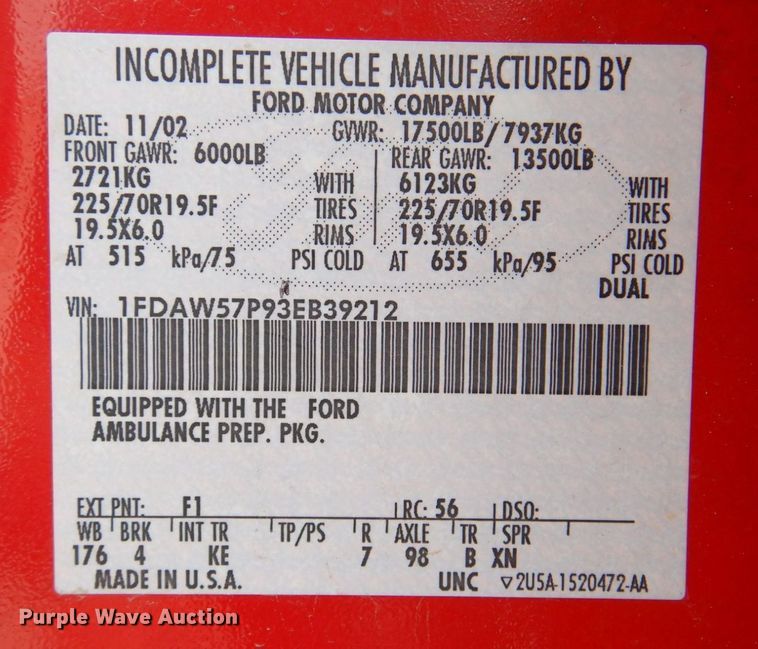 INCOMPLETE VEHICLE MANUFACTURED BY
FORD MOTOR COMPANY
DATE: 11/02 GVWR: 17500LB/7937KG
FRONT GAWR: 6000LB REAR GAWR: 13500LB
2721KG WITH 6123KG WITH
225/70R19.5F TIRES 225/70R19.5F TIRES
19.5X6.0 RIMS 19.5X6.0 RIMS
AT 515 kPa/75 PSI COLD AT 655 kPa/95 PSI COLD
DUAL
VIN: 1FDAW57P93EB39212
EQUIPPED WITH THE FORD
AMBULANCE PREP. PKG.
EXT PNT: F1 RC: 56 DSO:
WB BRK INT TR TP/PS R AXLE TR SPR
176 4 KE 7 98 B XN
MADE IN U.S.A. UNC ▽2U5A-1520472-AA
Purple Wave Auction